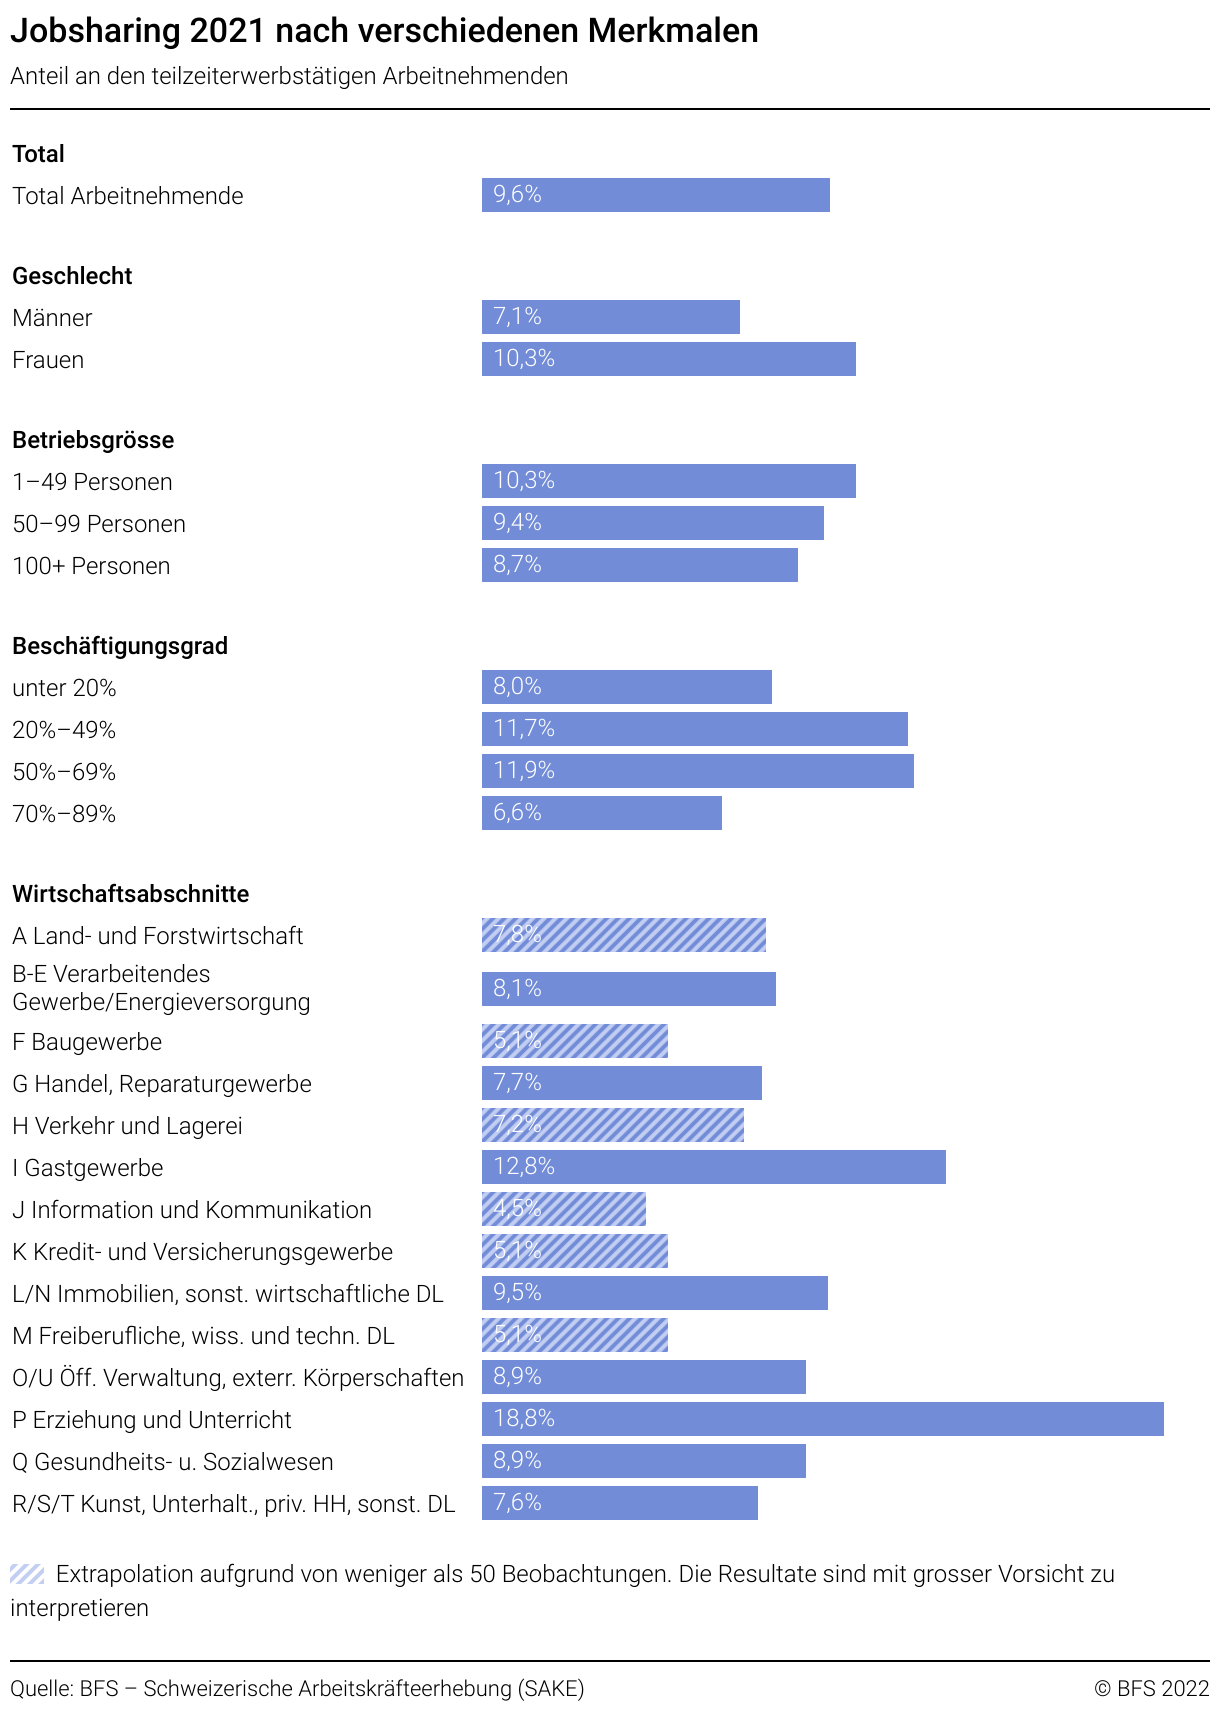 Jobsharing 2021 nach verschiedenen Merkmalen
Anteil an den teilzeiterwerbstätigen Arbeitnehmenden
Total
Total Arbeitnehmende 9,6%
Geschlecht
Männer 7,1%
Frauen 10,3%
Betriebsgrösse
1–49 Personen 10,3%
50–99 Personen 9,4%
100+ Personen 8,7%
Beschäftigungsgrad
unter 20% 8,0%
20%–49% 11,7%
50%–69% 11,9%
70%–89% 6,6%
Wirtschaftsabschnitte
A Land- und Forstwirtschaft 7,8%
B-E Verarbeitendes
Gewerbe/Energieversorgung 8,1%
F Baugewerbe 5,1%
G Handel, Reparaturgewerbe 7,7%
H Verkehr und Lagerei 7,2%
I Gastgewerbe 12,8%
J Information und Kommunikation 4,5%
K Kredit- und Versicherungsgewerbe 5,1%
L/N Immobilien, sonst. wirtschaftliche DL 9,5%
M Freiberufliche, wiss. und techn. DL 5,1%
O/U Öff. Verwaltung, exterr. Körperschaften 8,9%
P Erziehung und Unterricht 18,8%
Q Gesundheits- u. Sozialwesen 8,9%
R/S/T Kunst, Unterhalt., priv. HH, sonst. DL 7,6%
Extrapolation aufgrund von weniger als 50 Beobachtungen. Die Resultate sind mit grosser Vorsicht zu
interpretieren
Quelle: BFS – Schweizerische Arbeitskräfteerhebung (SAKE) © BFS 2022